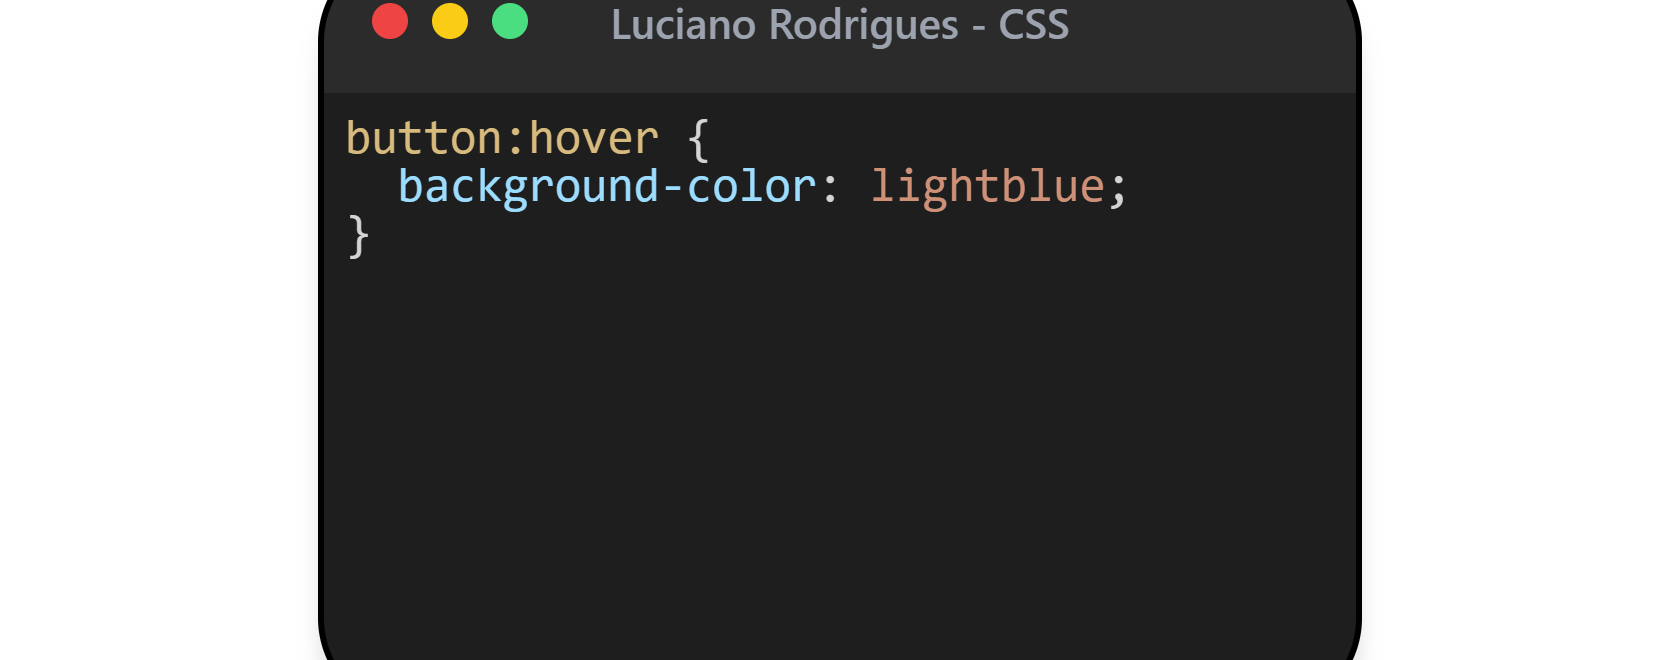 Luciano Rodrigues - CSS
button:hover {
  background-color: lightblue;
}